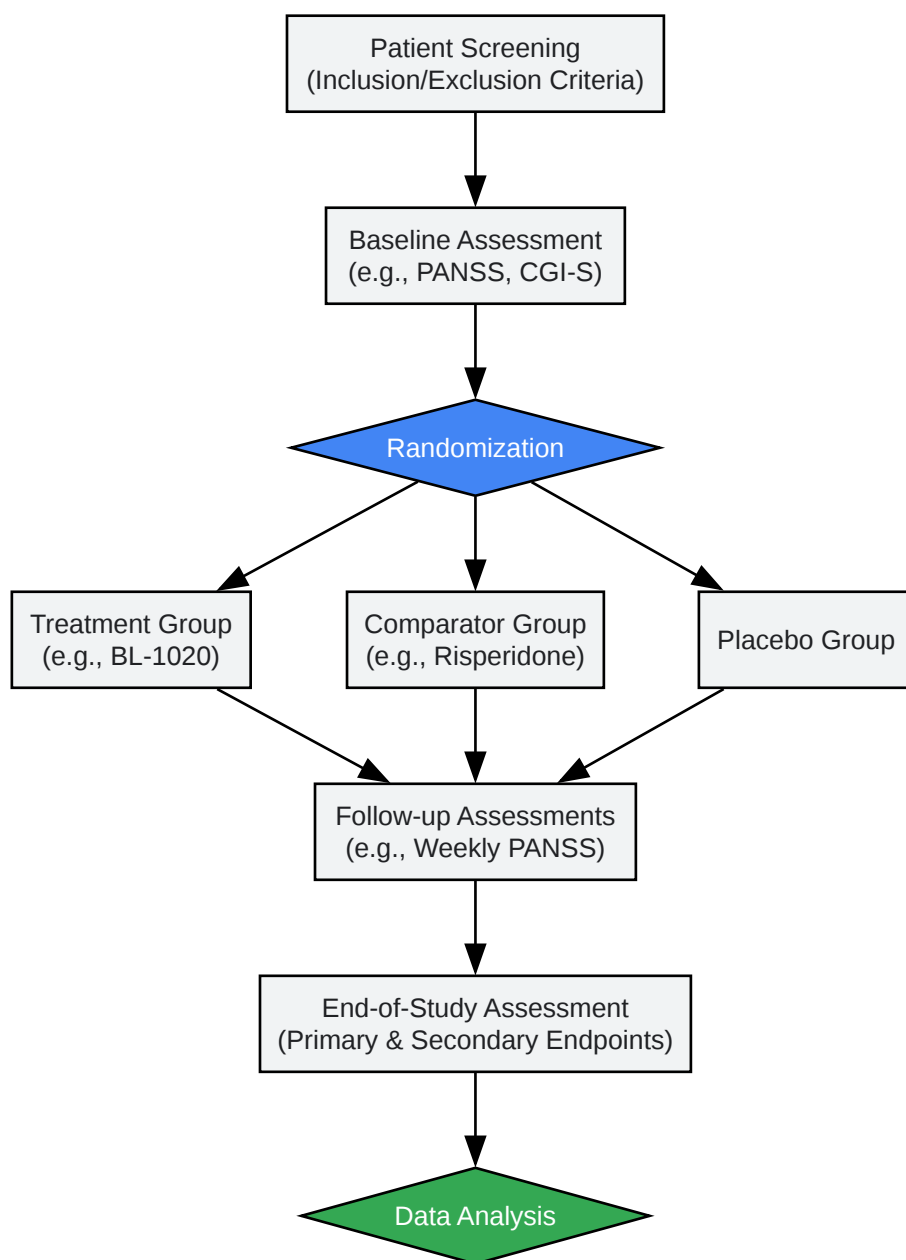 Patient Screening
(Inclusion/Exclusion Criteria)
Baseline Assessment
(e.g., PANSS, CGI-S)
Randomization
Treatment Group
(e.g., BL-1020)
Comparator Group
(e.g., Risperidone)
Placebo Group
Follow-up Assessments
(e.g., Weekly PANSS)
End-of-Study Assessment
(Primary & Secondary Endpoints)
Data Analysis